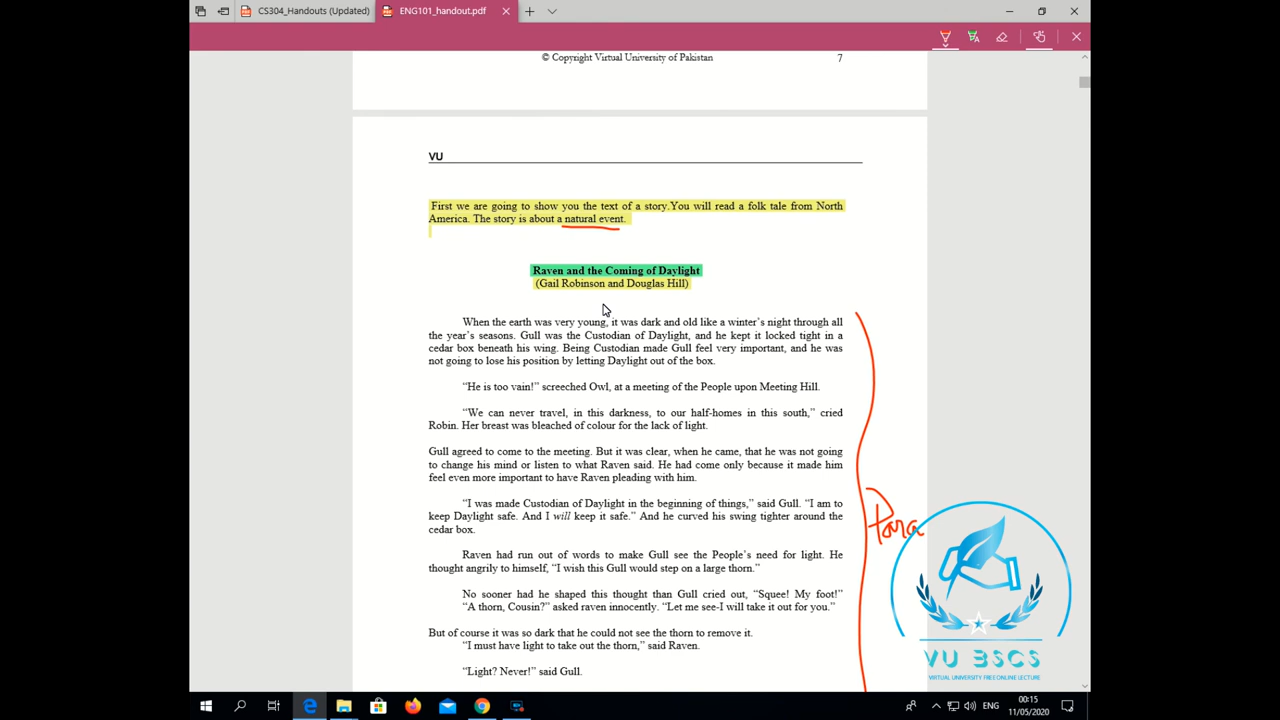 CS304_Handouts (Updated)
ENG101_handout.pdf
© Copyright Virtual University of Pakistan 7
VU
First we are going to show you the text of a story.You will read a folk tale from North
America. The story is about a natural event.
Raven and the Coming of Daylight
(Gail Robinson and Douglas Hill)
When the earth was very young, it was dark and old like a winter’s night through all
the year’s seasons. Gull was the Custodian of Daylight, and he kept it locked tight in a
cedar box beneath his wing. Being Custodian made Gull feel very important, and he was
not going to lose his position by letting Daylight out of the box.
“He is too vain!” screeched Owl, at a meeting of the People upon Meeting Hill.
“We can never travel, in this darkness, to our half-homes in this south,” cried
Robin. Her breast was bleached of colour for the lack of light.
Gull agreed to come to the meeting. But it was clear, when he came, that he was not going
to change his mind or listen to what Raven said. He had come only because it made him
feel even more important to have Raven pleading with him.
“I was made Custodian of Daylight in the beginning of things,” said Gull. “I am to
keep Daylight safe. And I will keep it safe.” And he curved his swing tighter around the
cedar box.
Raven had run out of words to make Gull see the People’s need for light. He
thought angrily to himself, “I wish this Gull would step on a large thorn.”
No sooner had he shaped this thought than Gull cried out, “Squee! My foot!”
“A thorn, Cousin?” asked raven innocently. “Let me see-I will take it out for you.”
But of course it was so dark that he could not see the thorn to remove it.
“I must have light to take out the thorn,” said Raven.
“Light? Never!” said Gull.
Para
VU BSCS
VIRTUAL UNIVERSITY FREE ONLINE LECTURE
ENG
00:15
11/05/2020